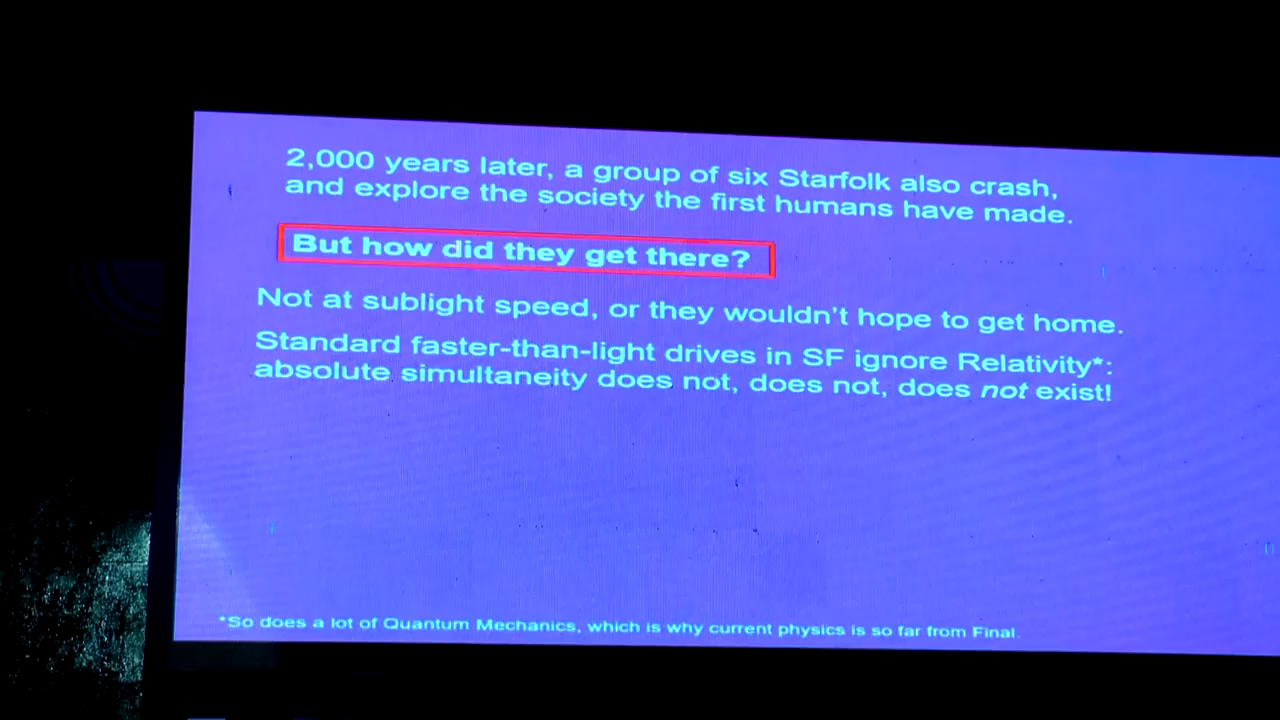 2,000 years later, a group of six Starfolk also crash,
and explore the society the first humans have made.
But how did they get there?
Not at sublight speed, or they wouldn't hope to get home.
Standard faster-than-light drives in SF ignore Relativity*:
absolute simultaneity does not, does not, does not exist!
*So does a lot of Quantum Mechanics, which is why current physics is so far from Final.